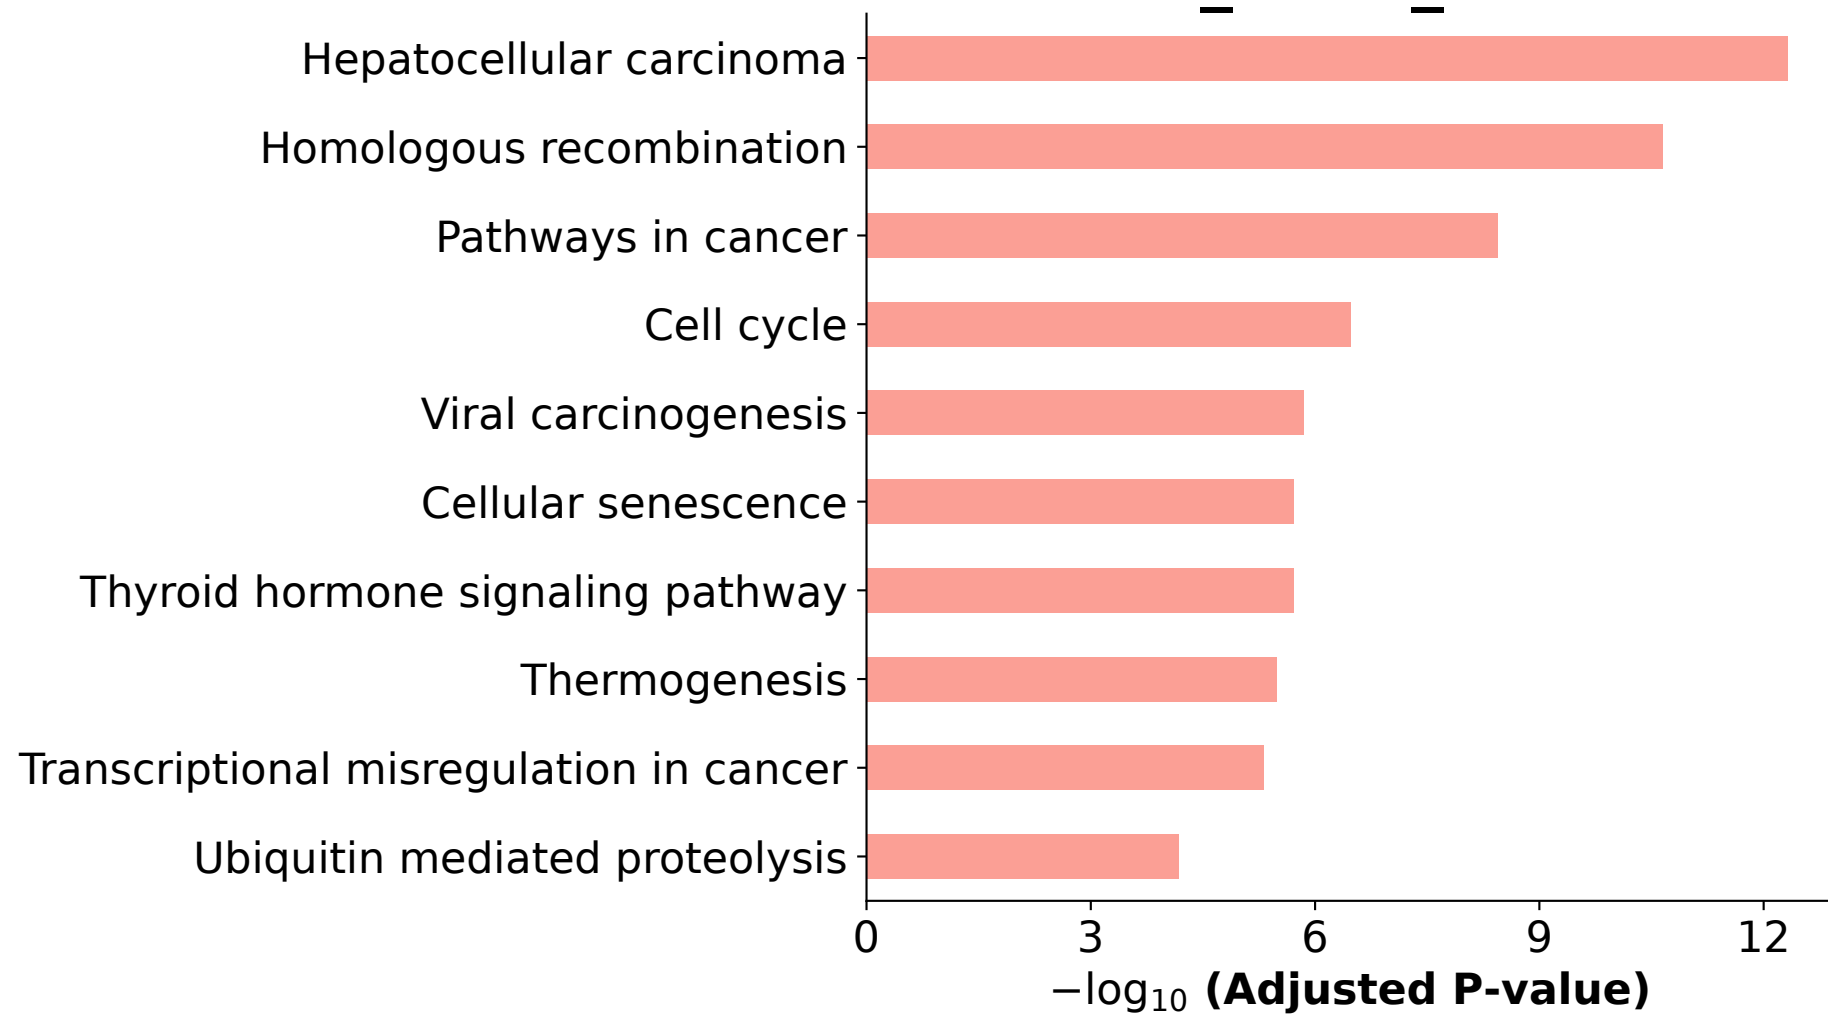 Hepatocellular carcinoma
Homologous recombination
Pathways in cancer
Cell cycle
Viral carcinogenesis
Cellular senescence
Thyroid hormone signaling pathway
Thermogenesis
Transcriptional misregulation in cancer
Ubiquitin mediated proteolysis
0 3 6 9 12
−log₁₀ (Adjusted P-value)